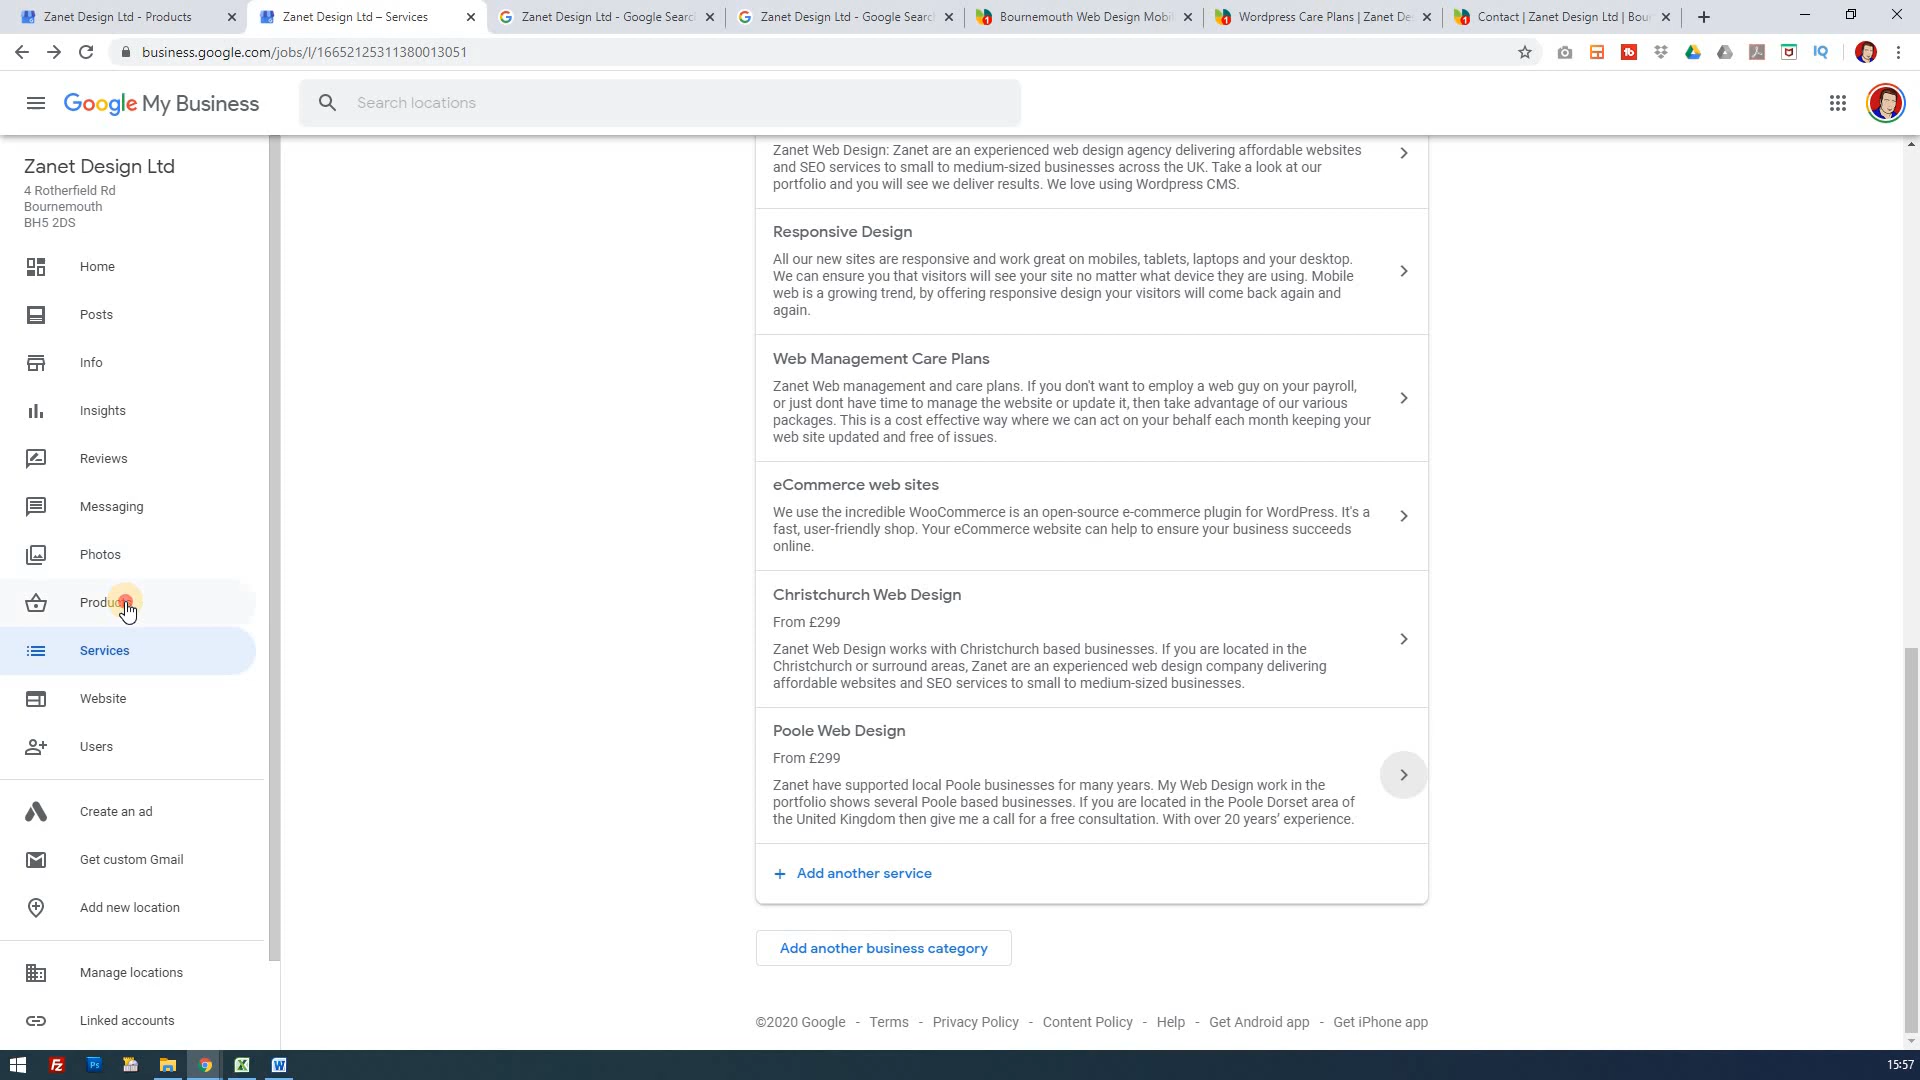 Zanet Design Ltd - Products
Zanet Design Ltd – Services
Zanet Design Ltd - Google Searc
Zanet Design Ltd - Google Searc
Bournemouth Web Design Mobi
Wordpress Care Plans | Zanet De
Contact | Zanet Design Ltd | Bou
business.google.com/jobs/l/16652125311380013051
Google My Business
Search locations
Zanet Design Ltd
4 Rotherfield Rd
Bournemouth
BH5 2DS
Home
Posts
Info
Insights
Reviews
Messaging
Photos
Services
Website
Users
Create an ad
Get custom Gmail
Add new location
Manage locations
Linked accounts
Zanet Web Design: Zanet are an experienced web design agency delivering affordable websites
and SEO services to small to medium-sized businesses across the UK. Take a look at our
portfolio and you will see we deliver results. We love using Wordpress CMS.
Responsive Design
All our new sites are responsive and work great on mobiles, tablets, laptops and your desktop.
We can ensure you that visitors will see your site no matter what device they are using. Mobile
web is a growing trend, by offering responsive design your visitors will come back again and
again.
Web Management Care Plans
Zanet Web management and care plans. If you don't want to employ a web guy on your payroll,
or just dont have time to manage the website or update it, then take advantage of our various
packages. This is a cost effective way where we can act on your behalf each month keeping your
web site updated and free of issues.
eCommerce web sites
We use the incredible WooCommerce is an open-source e-commerce plugin for WordPress. It's a
fast, user-friendly shop. Your eCommerce website can help to ensure your business succeeds
online.
Christchurch Web Design
From £299
Zanet Web Design works with Christchurch based businesses. If you are located in the
Christchurch or surround areas, Zanet are an experienced web design company delivering
affordable websites and SEO services to small to medium-sized businesses.
Poole Web Design
From £299
Zanet have supported local Poole businesses for many years. My Web Design work in the
portfolio shows several Poole based businesses. If you are located in the Poole Dorset area of
the United Kingdom then give me a call for a free consultation. With over 20 years’ experience.
+ Add another service
Add another business category
©2020 Google - Terms - Privacy Policy - Content Policy - Help - Get Android app - Get iPhone app
15:57